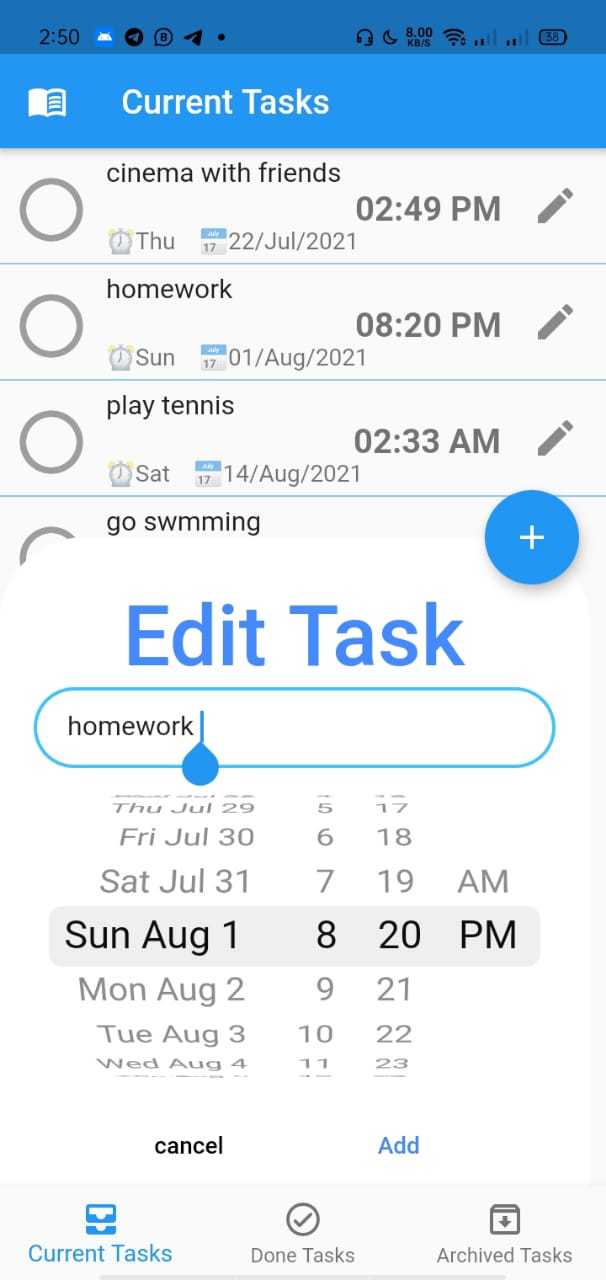 2:50 B 8.00 KB/S 38
Current Tasks
cinema with friends
02:49 PM
July 17 Thu 22/Jul/2021
homework
08:20 PM
July 17 Sun 01/Aug/2021
play tennis
02:33 AM
July 17 Sat 14/Aug/2021
go swmming
+
Edit Task
homework
Thu Jul 29 5 17
Fri Jul 30 6 18
Sat Jul 31 7 19 AM
Sun Aug 1 8 20 PM
Mon Aug 2 9 21
Tue Aug 3 10 22
Wed Aug 4 11 23
cancel Add
Current Tasks Done Tasks Archived Tasks